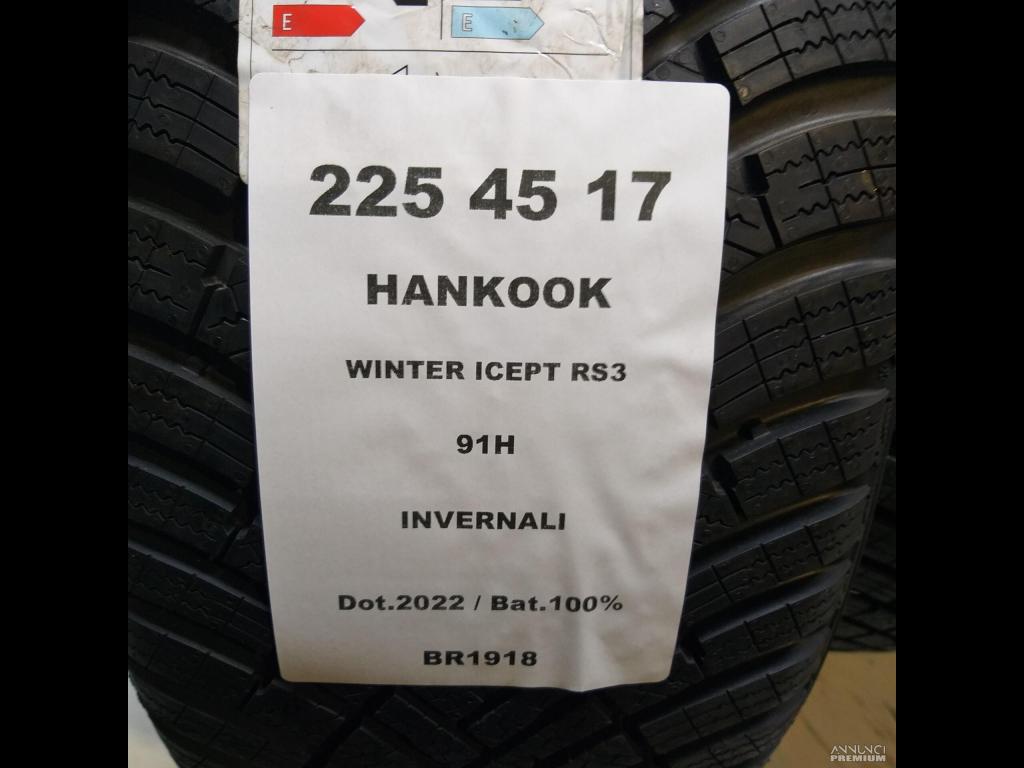 E E
225 45 17
HANKOOK
WINTER ICEPT RS3
91H
INVERNALI
Dot.2022 / Bat.100%
BR1918
ANNUNCI
PREMIUM